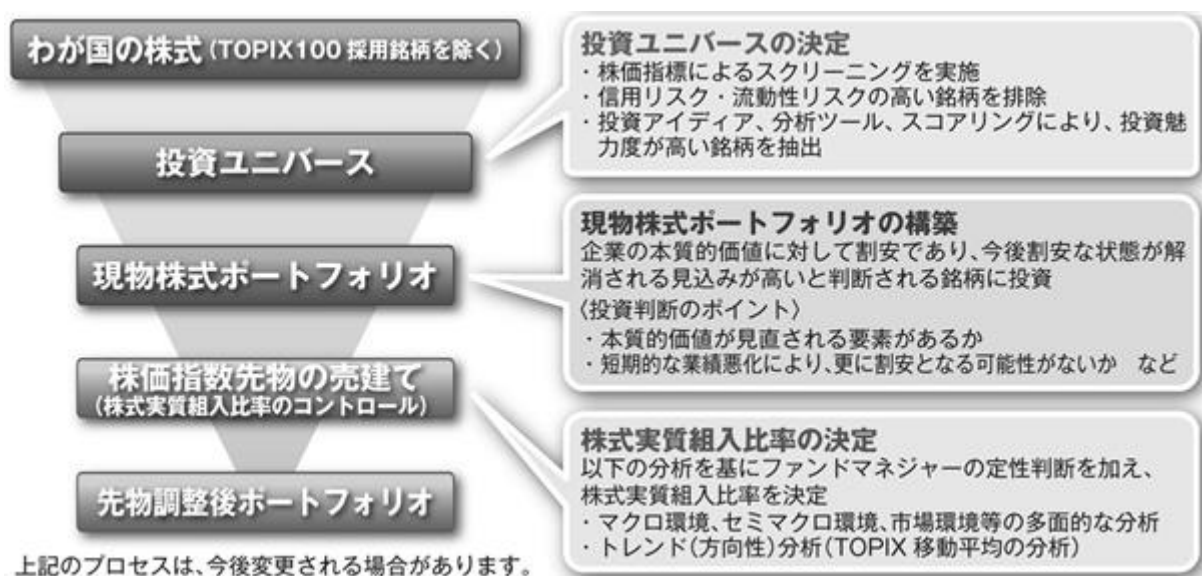 わが国の株式(TOPIX100 採用銘柄を除く)
投資ユニバース
現物株式ポートフォリオ
株価指数先物の売建て
(株式実質組入比率のコントロール)
先物調整後ポートフォリオ
上記のプロセスは、今後変更される場合があります。
投資ユニバースの決定
・株価指標によるスクリーニングを実施
・信用リスク・流動性リスクの高い銘柄を排除
・投資アイディア、分析ツール、スコアリングにより、投資魅
力度が高い銘柄を抽出
現物株式ポートフォリオの構築
企業の本質的価値に対して割安であり、今後割安な状態が解
消される見込みが高いと判断される銘柄に投資
〈投資判断のポイント〉
・本質的価値が見直される要素があるか
・短期的な業績悪化により、更に割安となる可能性がないか など
株式実質組入比率の決定
以下の分析を基にファンドマネジャーの定性判断を加え、
株式実質組入比率を決定
・マクロ環境、セミマクロ環境、市場環境等の多面的な分析
・トレンド(方向性)分析(TOPIX 移動平均の分析)